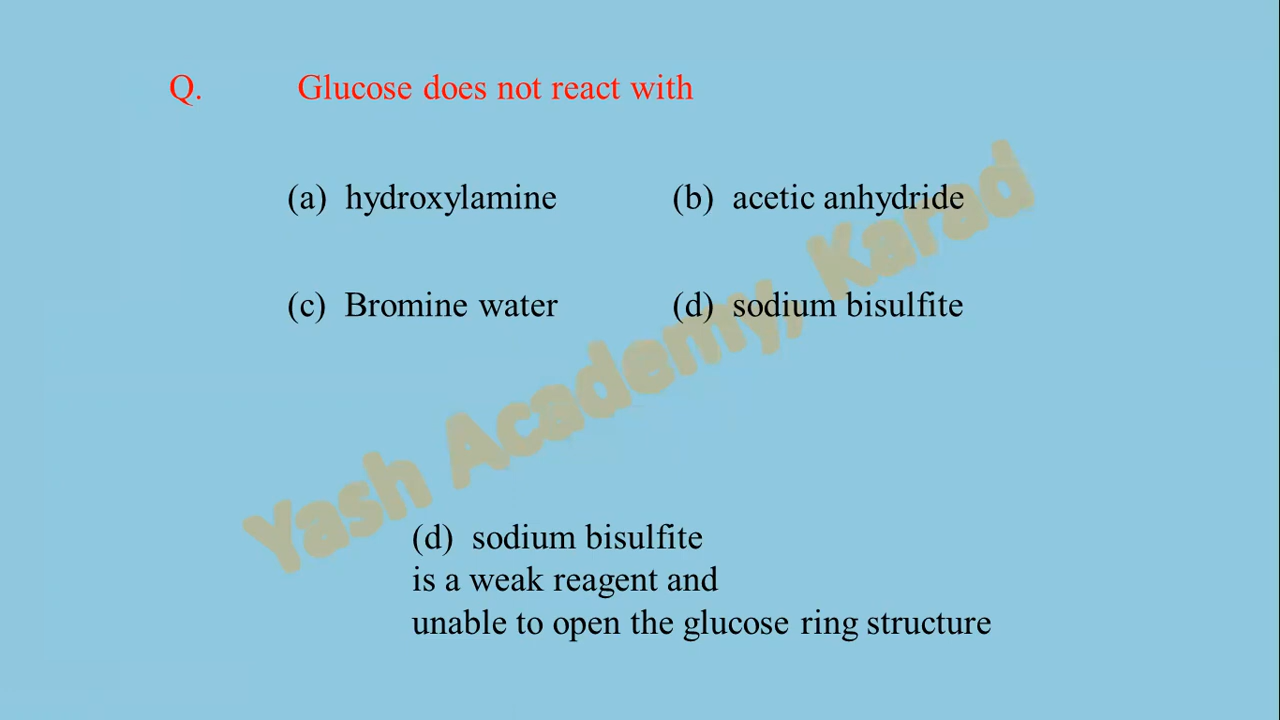 Q. Glucose does not react with
(a) hydroxylamine (b) acetic anhydride
(c) Bromine water (d) sodium bisulfite
Yash Academy, Karad
(d) sodium bisulfite
is a weak reagent and
unable to open the glucose ring structure